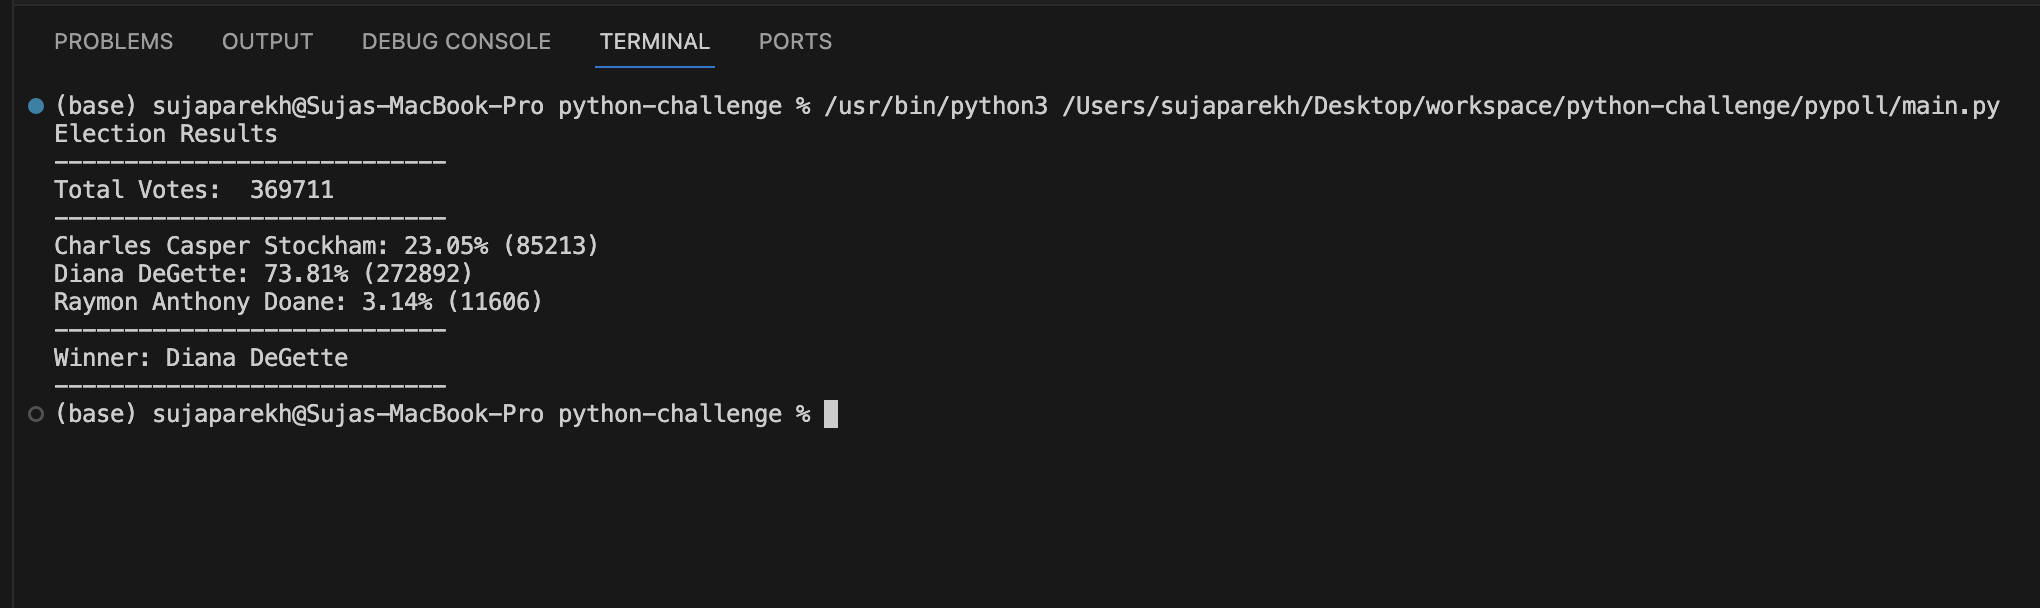 PROBLEMS OUTPUT DEBUG CONSOLE TERMINAL PORTS
(base) sujaparekh@Sujas-MacBook-Pro python-challenge % /usr/bin/python3 /Users/sujaparekh/Desktop/workspace/python-challenge/pypoll/main.py
Election Results
----------------------------
Total Votes:  369711
----------------------------
Charles Casper Stockham: 23.05% (85213)
Diana DeGette: 73.81% (272892)
Raymon Anthony Doane: 3.14% (11606)
----------------------------
Winner: Diana DeGette
----------------------------
(base) sujaparekh@Sujas-MacBook-Pro python-challenge %